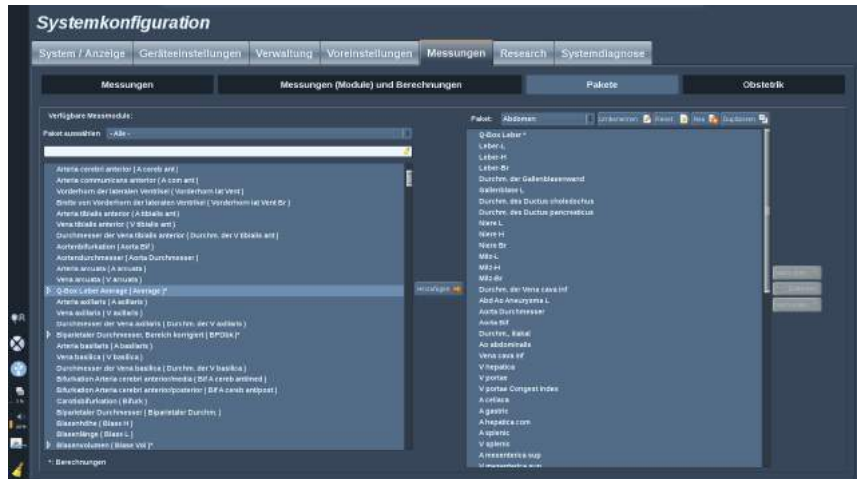 Systemkonfiguration
System / Anzeige Geräteeinstellungen Verwaltung Voreinstellungen Messungen Research Systemdiagnose
Messungen Messungen (Module) und Berechnungen Pakete Obstetrik
Verfügbare Messmodule:
Paket auswählen - Alle -
Arteria cerebri anterior ( A cereb ant )
Arteria communicans anterior ( A com ant )
Vorderhorn der lateralen Ventrikel ( Vorderhorn lat Vent )
Breite von Vorderhorn der lateralen Ventrikel ( Vorderhorn lat Vent Br )
Arteria tibialis anterior ( A tibialis ant )
Vena tibialis anterior ( V tibialis ant )
Durchmesser der Vena tibialis anterior ( Durchm. der V tibialis ant )
Aortenbifurkation ( Aorta Bif )
Aortendurchmesser ( Aorta Durchmesser )
Arteria arcuata ( A arcuata )
Vena arcuata ( V arcuata )
Q-Box Leber Average ( Average )*
Arteria axillaris ( A axillaris )
Vena axillaris ( V axillaris )
Durchmesser der Vena axillaris ( Durchm. der V axillaris )
Biparietaler Durchmesser, Bereich korrigiert ( BPDbk )*
Arteria basilaris ( A basilaris )
Vena basilica ( V basilica )
Durchmesser der Vena basilica ( Durchm. der V basilica )
Bifurkation Arteria cerebri anterior/media ( Bif A cereb ant/med )
Bifurkation Arteria cerebri anterior/posterior ( Bif A cereb ant/post )
Carotisbifurkation ( Bifurk )
Biparietaler Durchmesser ( Biparietaler Durchm. )
Blasenhöhe ( Blase H )
Blasenlänge ( Blase L )
Blasenvolumen ( Blase Vol )*
*: Berechnungen
Hinzufügen
Paket: Abdomen Umbenennen Reset Neu Duplizieren
Q-Box Leber *
Leber-L
Leber-H
Leber-Br
Durchm. der Gallenblasenwand
Gallenblase L
Durchm. des Ductus choledochus
Durchm. des Ductus pancreaticus
Niere L
Niere H
Niere Br
Milz-L
Milz-H
Milz-Br
Durchm. der Vena cava inf
Abd-Ao Aneurysma L
Aorta Durchmesser
Aorta Bif
Durchm., iliakal
Ao abdominalis
Vena cava inf
V hepatica
V portae
V portae Congest Index
A celiaca
A gastric
A hepatica com
A splenic
V splenic
A mesenterica sup
V mesenterica sup